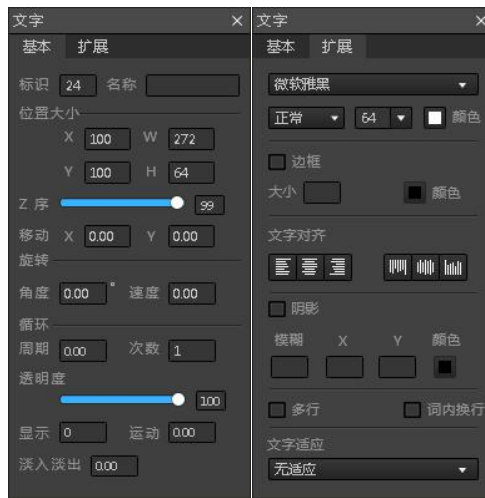 文字 ×
基本 扩展
标识 24 名称
位置大小
X 100 W 272
Y 100 H 64
Z 序 99
移动 X 0.00 Y 0.00
旋转
角度 0.00 ° 速度 0.00
循环
周期 0.00 次数 1
透明度
100
显示 0 运动 0.00
淡入淡出 0.00
文字 ×
基本 扩展
微软雅黑
正常 64 颜色
边框
大小 颜色
文字对齐
阴影
模糊 X Y 颜色
多行 词内换行
文字适应
无适应